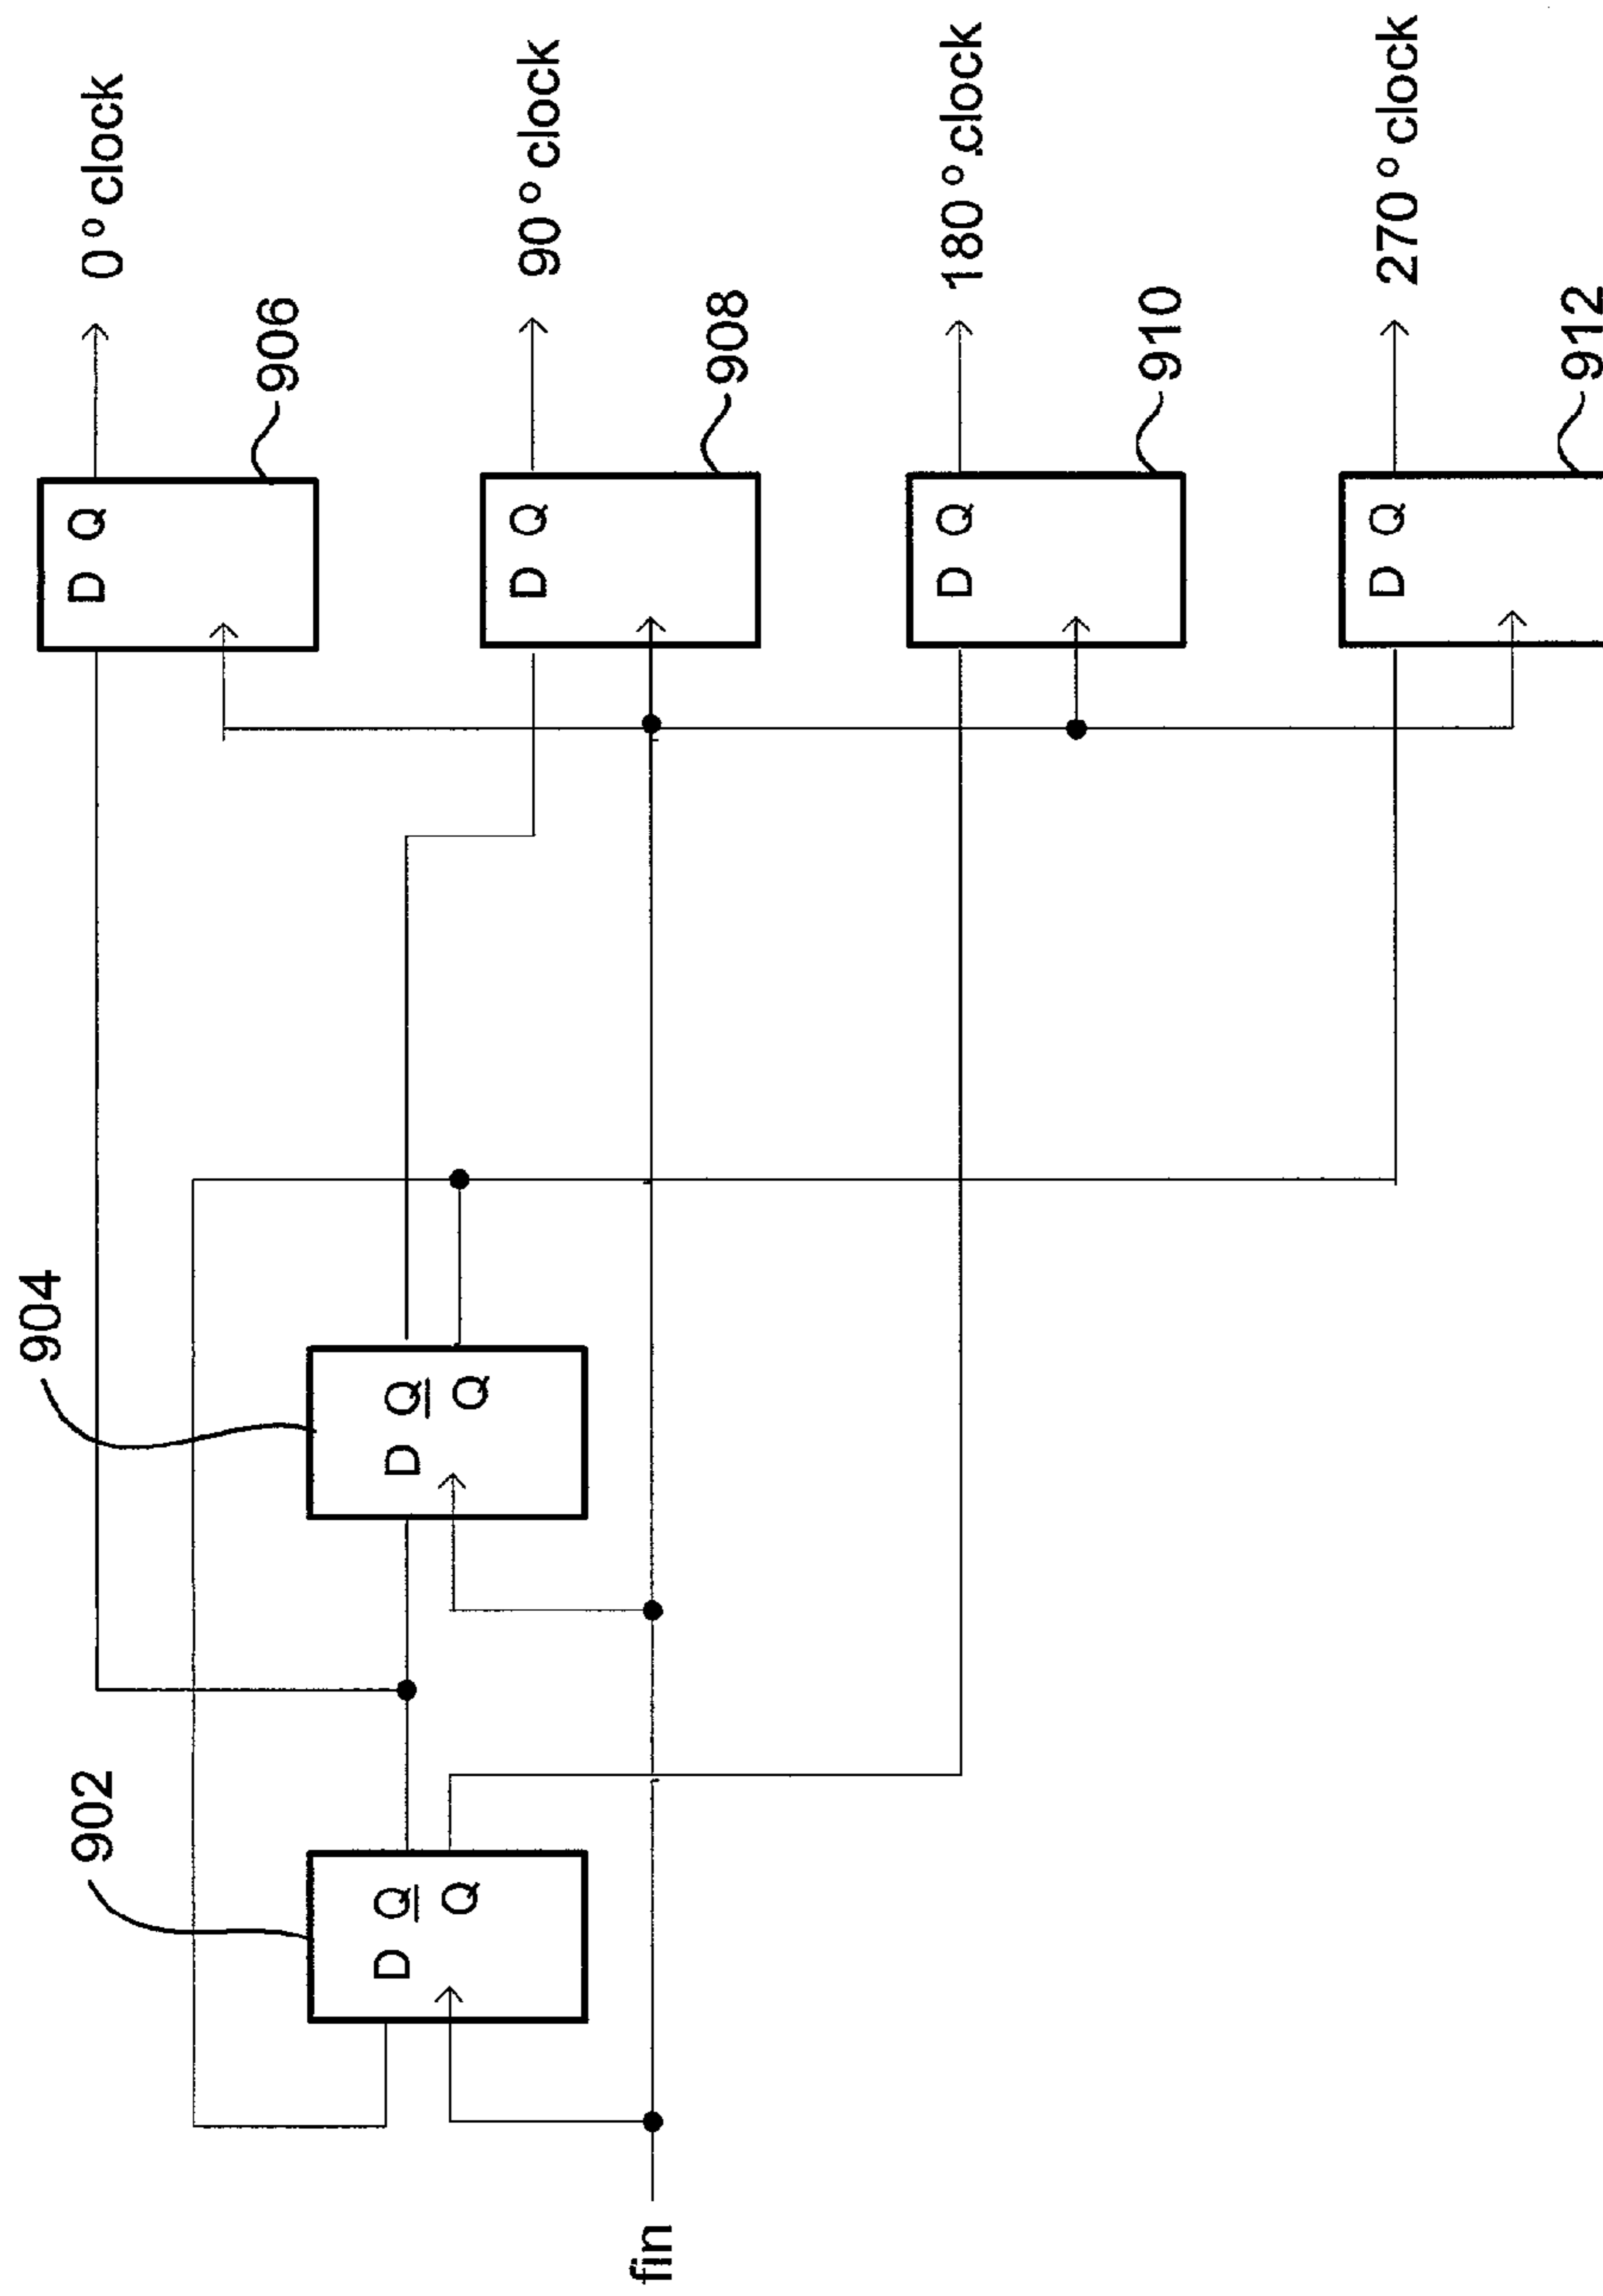 902
904
D Q
0° clock
906
D Q̅
Q
D Q̅
Q
D Q
90° clock
908
fin
D Q
180° clock
910
D Q
270° clock
912